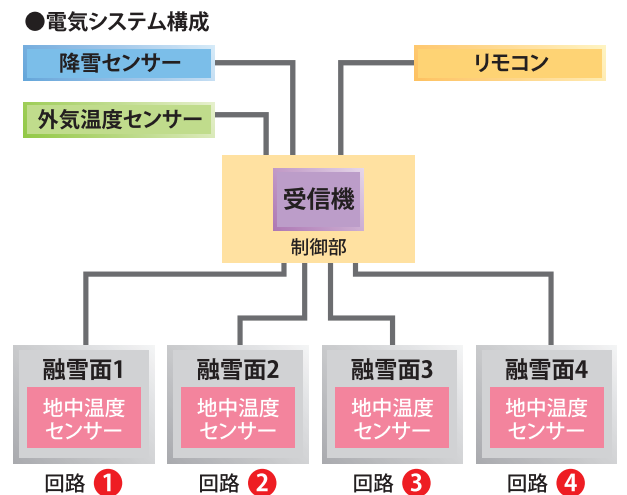 ●電気システム構成
降雪センサー
リモコン
外気温度センサー
受信機
制御部
融雪面1
融雪面2
融雪面3
融雪面4
地中温度
センサー
地中温度
センサー
地中温度
センサー
地中温度
センサー
回路 1
回路 2
回路 3
回路 4